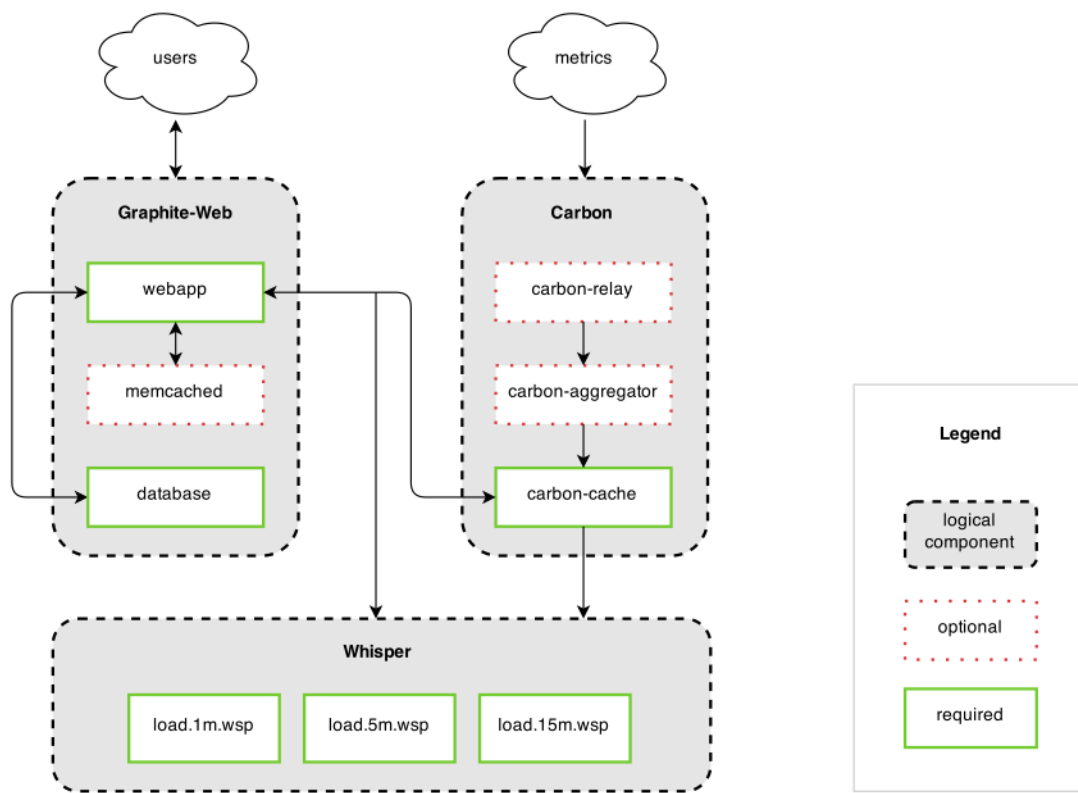 users
metrics
Graphite-Web
Carbon
webapp
carbon-relay
memcached
carbon-aggregator
database
carbon-cache
Whisper
load.1m.wsp
load.5m.wsp
load.15m.wsp
Legend
logical
component
optional
required